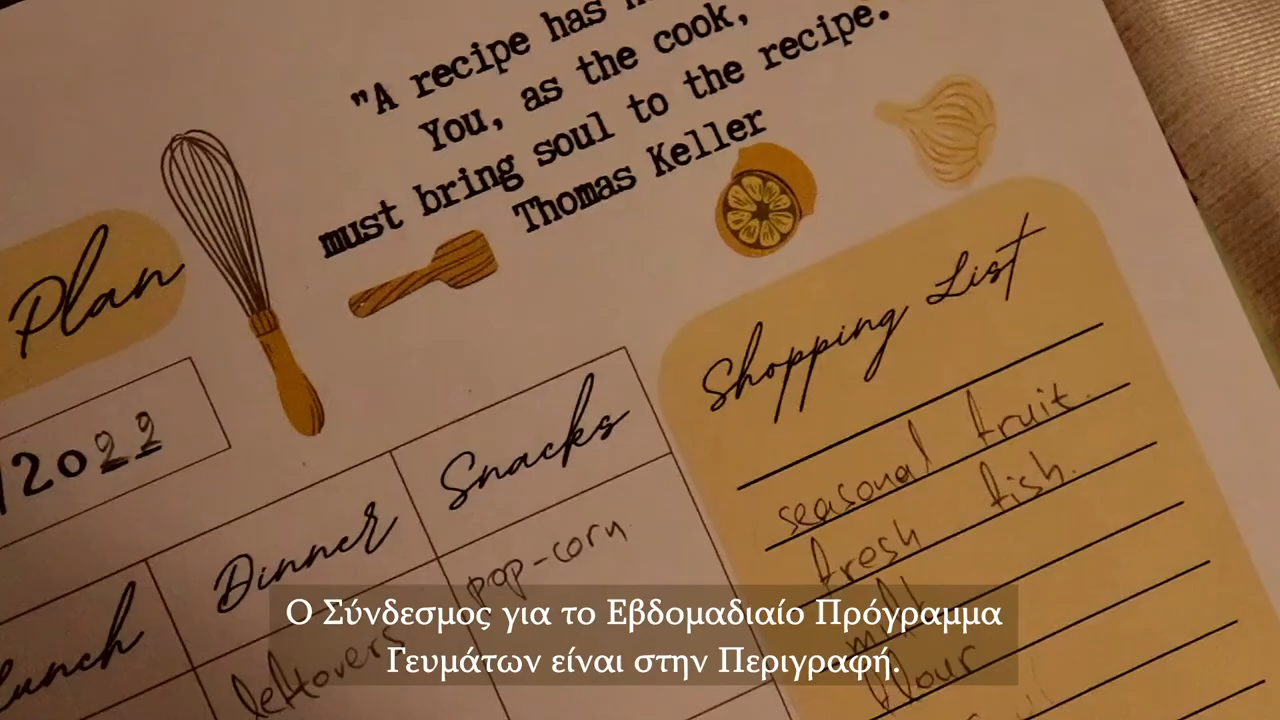 "A recipe has
You, as the cook,
must bring soul to the recipe.
Thomas Keller
Plan
2022
Shopping List
seasonal fruit.
fresh fish.
milk
flour
Lunch
Dinner
Snacks
leftovers
pop-corn
Ο Σύνδεσμος για το Εβδομαδιαίο Πρόγραμμα
Γευμάτων είναι στην Περιγραφή.